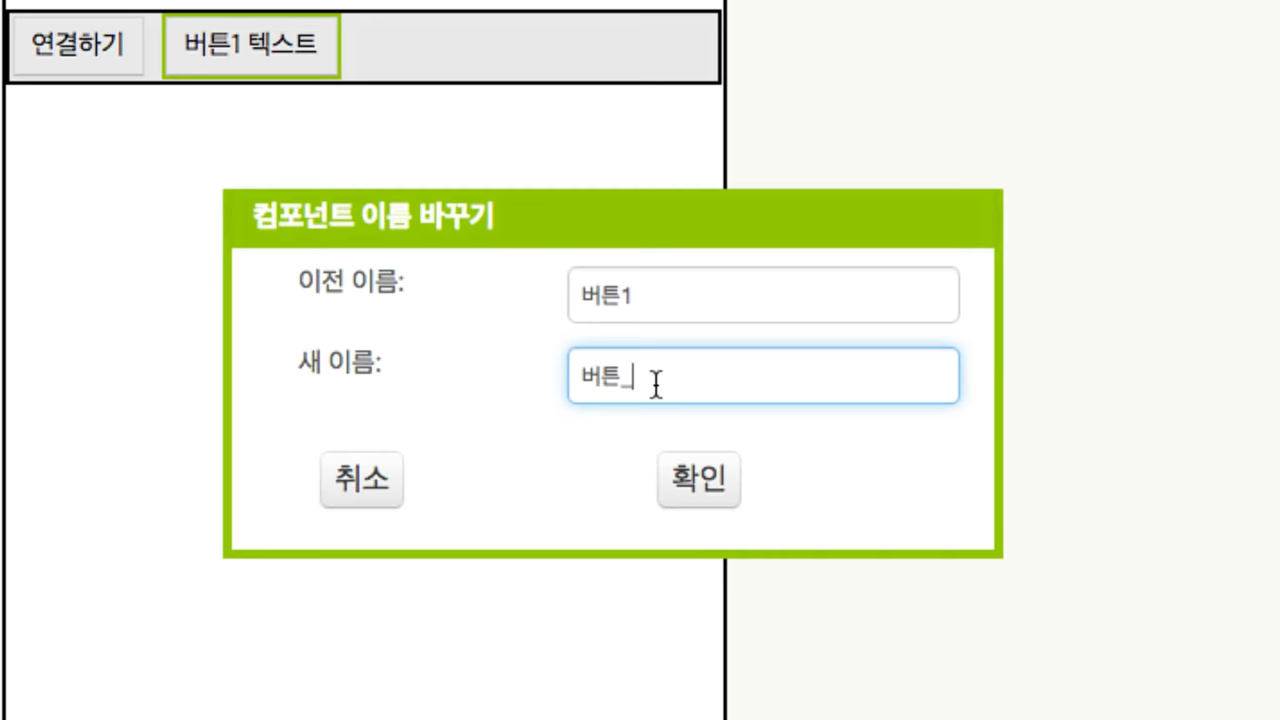 연결하기 버튼1 텍스트
컴포넌트 이름 바꾸기
이전 이름: 버튼1
새 이름: 버튼_
취소 확인